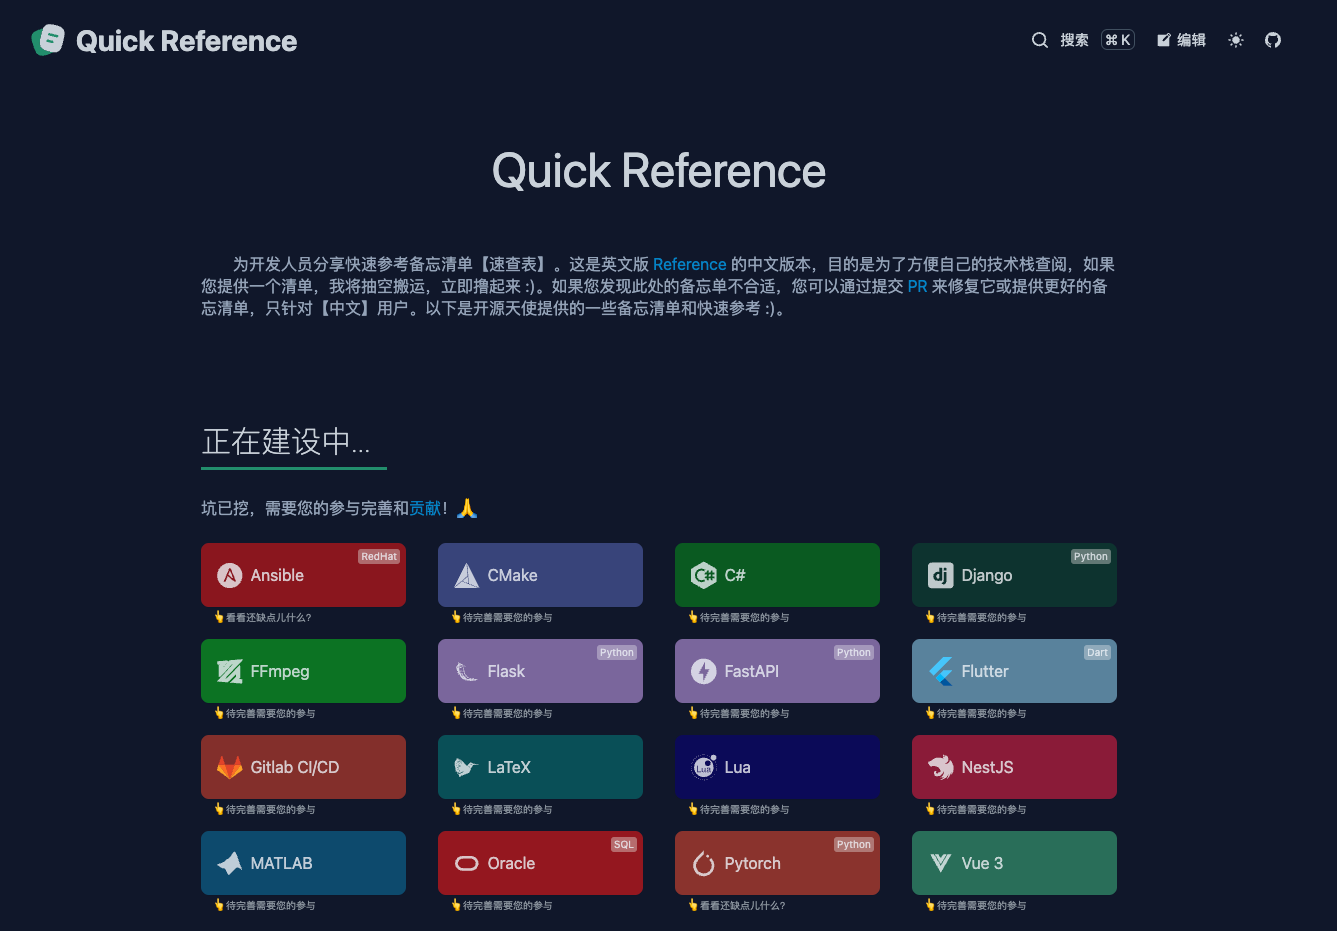 Quick Reference
搜索 ⌘ K 编辑
Quick Reference
为开发人员分享快速参考备忘清单【速查表】。这是英文版 Reference 的中文版本，目的是为了方便自己的技术栈查阅，如果
您提供一个清单，我将抽空搬运，立即撸起来 :)。如果您发现此处的备忘单不合适，您可以通过提交 PR 来修复它或提供更好的备
忘清单，只针对【中文】用户。以下是开源天使提供的一些备忘清单和快速参考 :)。
正在建设中...
坑已挖，需要您的参与完善和贡献！🙏
RedHat
Ansible
👆看看还缺点儿什么?
CMake
👆待完善需要您的参与
C#
👆待完善需要您的参与
Python
Django
👆待完善需要您的参与
FFmpeg
👆待完善需要您的参与
Python
Flask
👆待完善需要您的参与
Python
FastAPI
👆待完善需要您的参与
Dart
Flutter
👆待完善需要您的参与
Gitlab CI/CD
👆待完善需要您的参与
LaTeX
👆待完善需要您的参与
Lua
Lua
👆待完善需要您的参与
NestJS
👆待完善需要您的参与
MATLAB
👆待完善需要您的参与
SQL
Oracle
👆待完善需要您的参与
Python
Pytorch
👆看看还缺点儿什么?
Vue 3
👆待完善需要您的参与